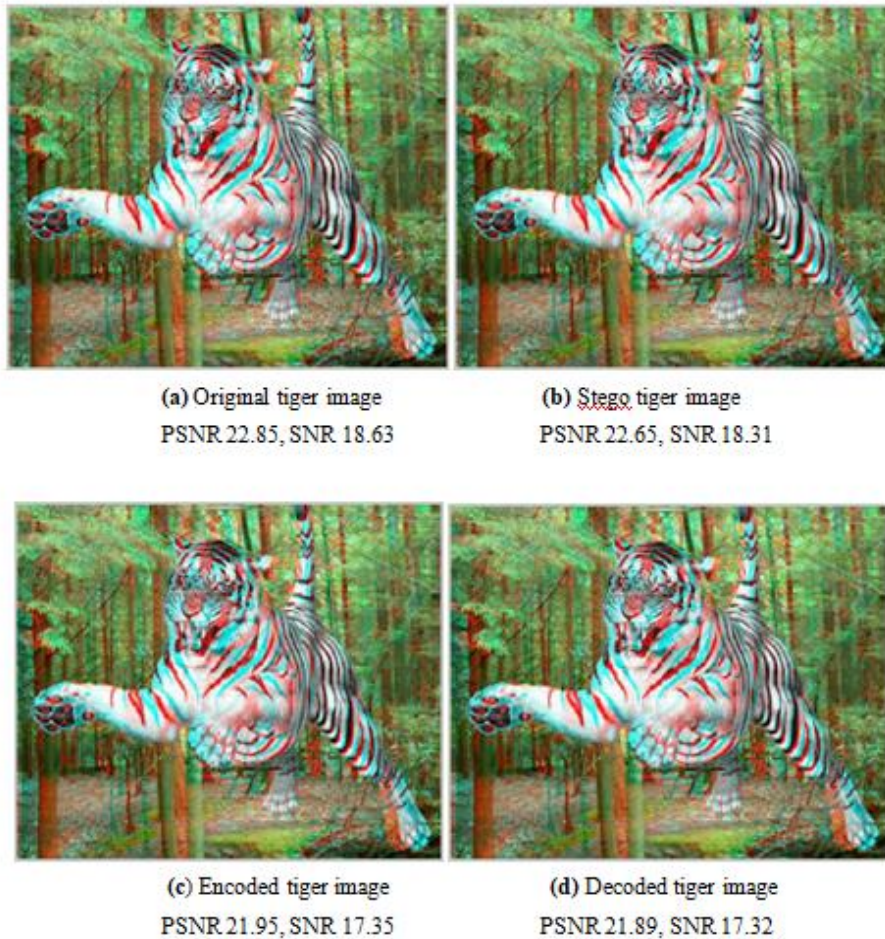 (a) Original tiger image
PSNR 22.85, SNR 18.63
(b) Stego tiger image
PSNR 22.65, SNR 18.31
(c) Encoded tiger image
PSNR 21.95, SNR 17.35
(d) Decoded tiger image
PSNR 21.89, SNR 17.32